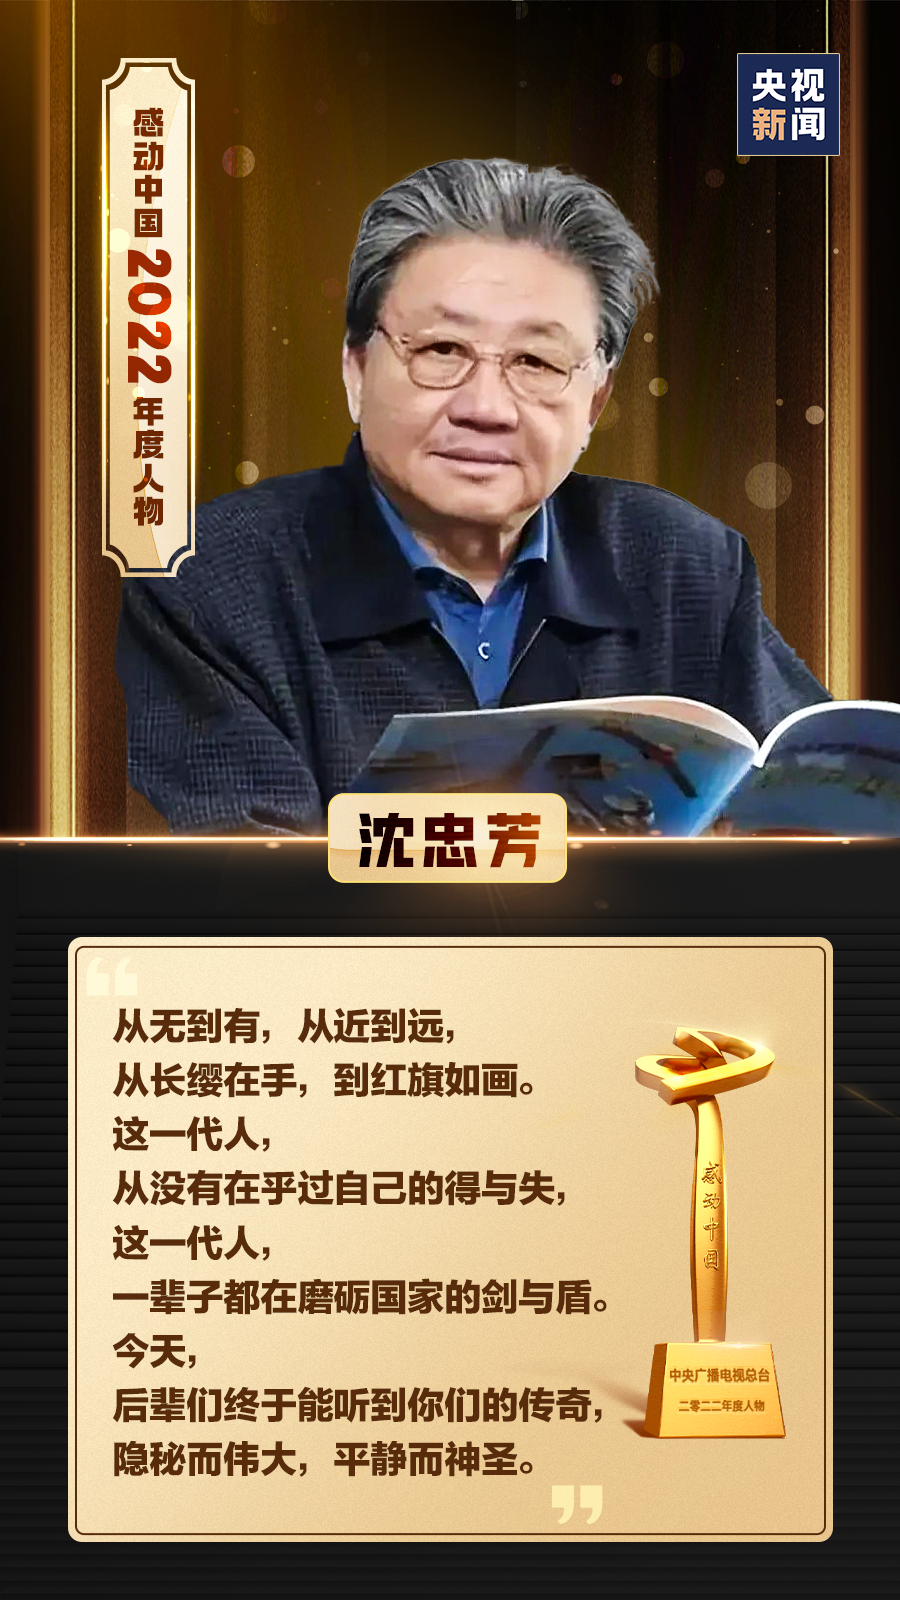 感动中国2022年度人物
央视
新闻
沈忠芳
从无到有，从近到远，
从长缨在手，到红旗如画。
这一代人，
从没有在乎过自己的得与失，
这一代人，
一辈子都在磨砺国家的剑与盾。
今天，
后辈们终于能听到你们的传奇，
隐秘而伟大，平静而神圣。
感动中国
中央广播电视总台
二零二二年度人物